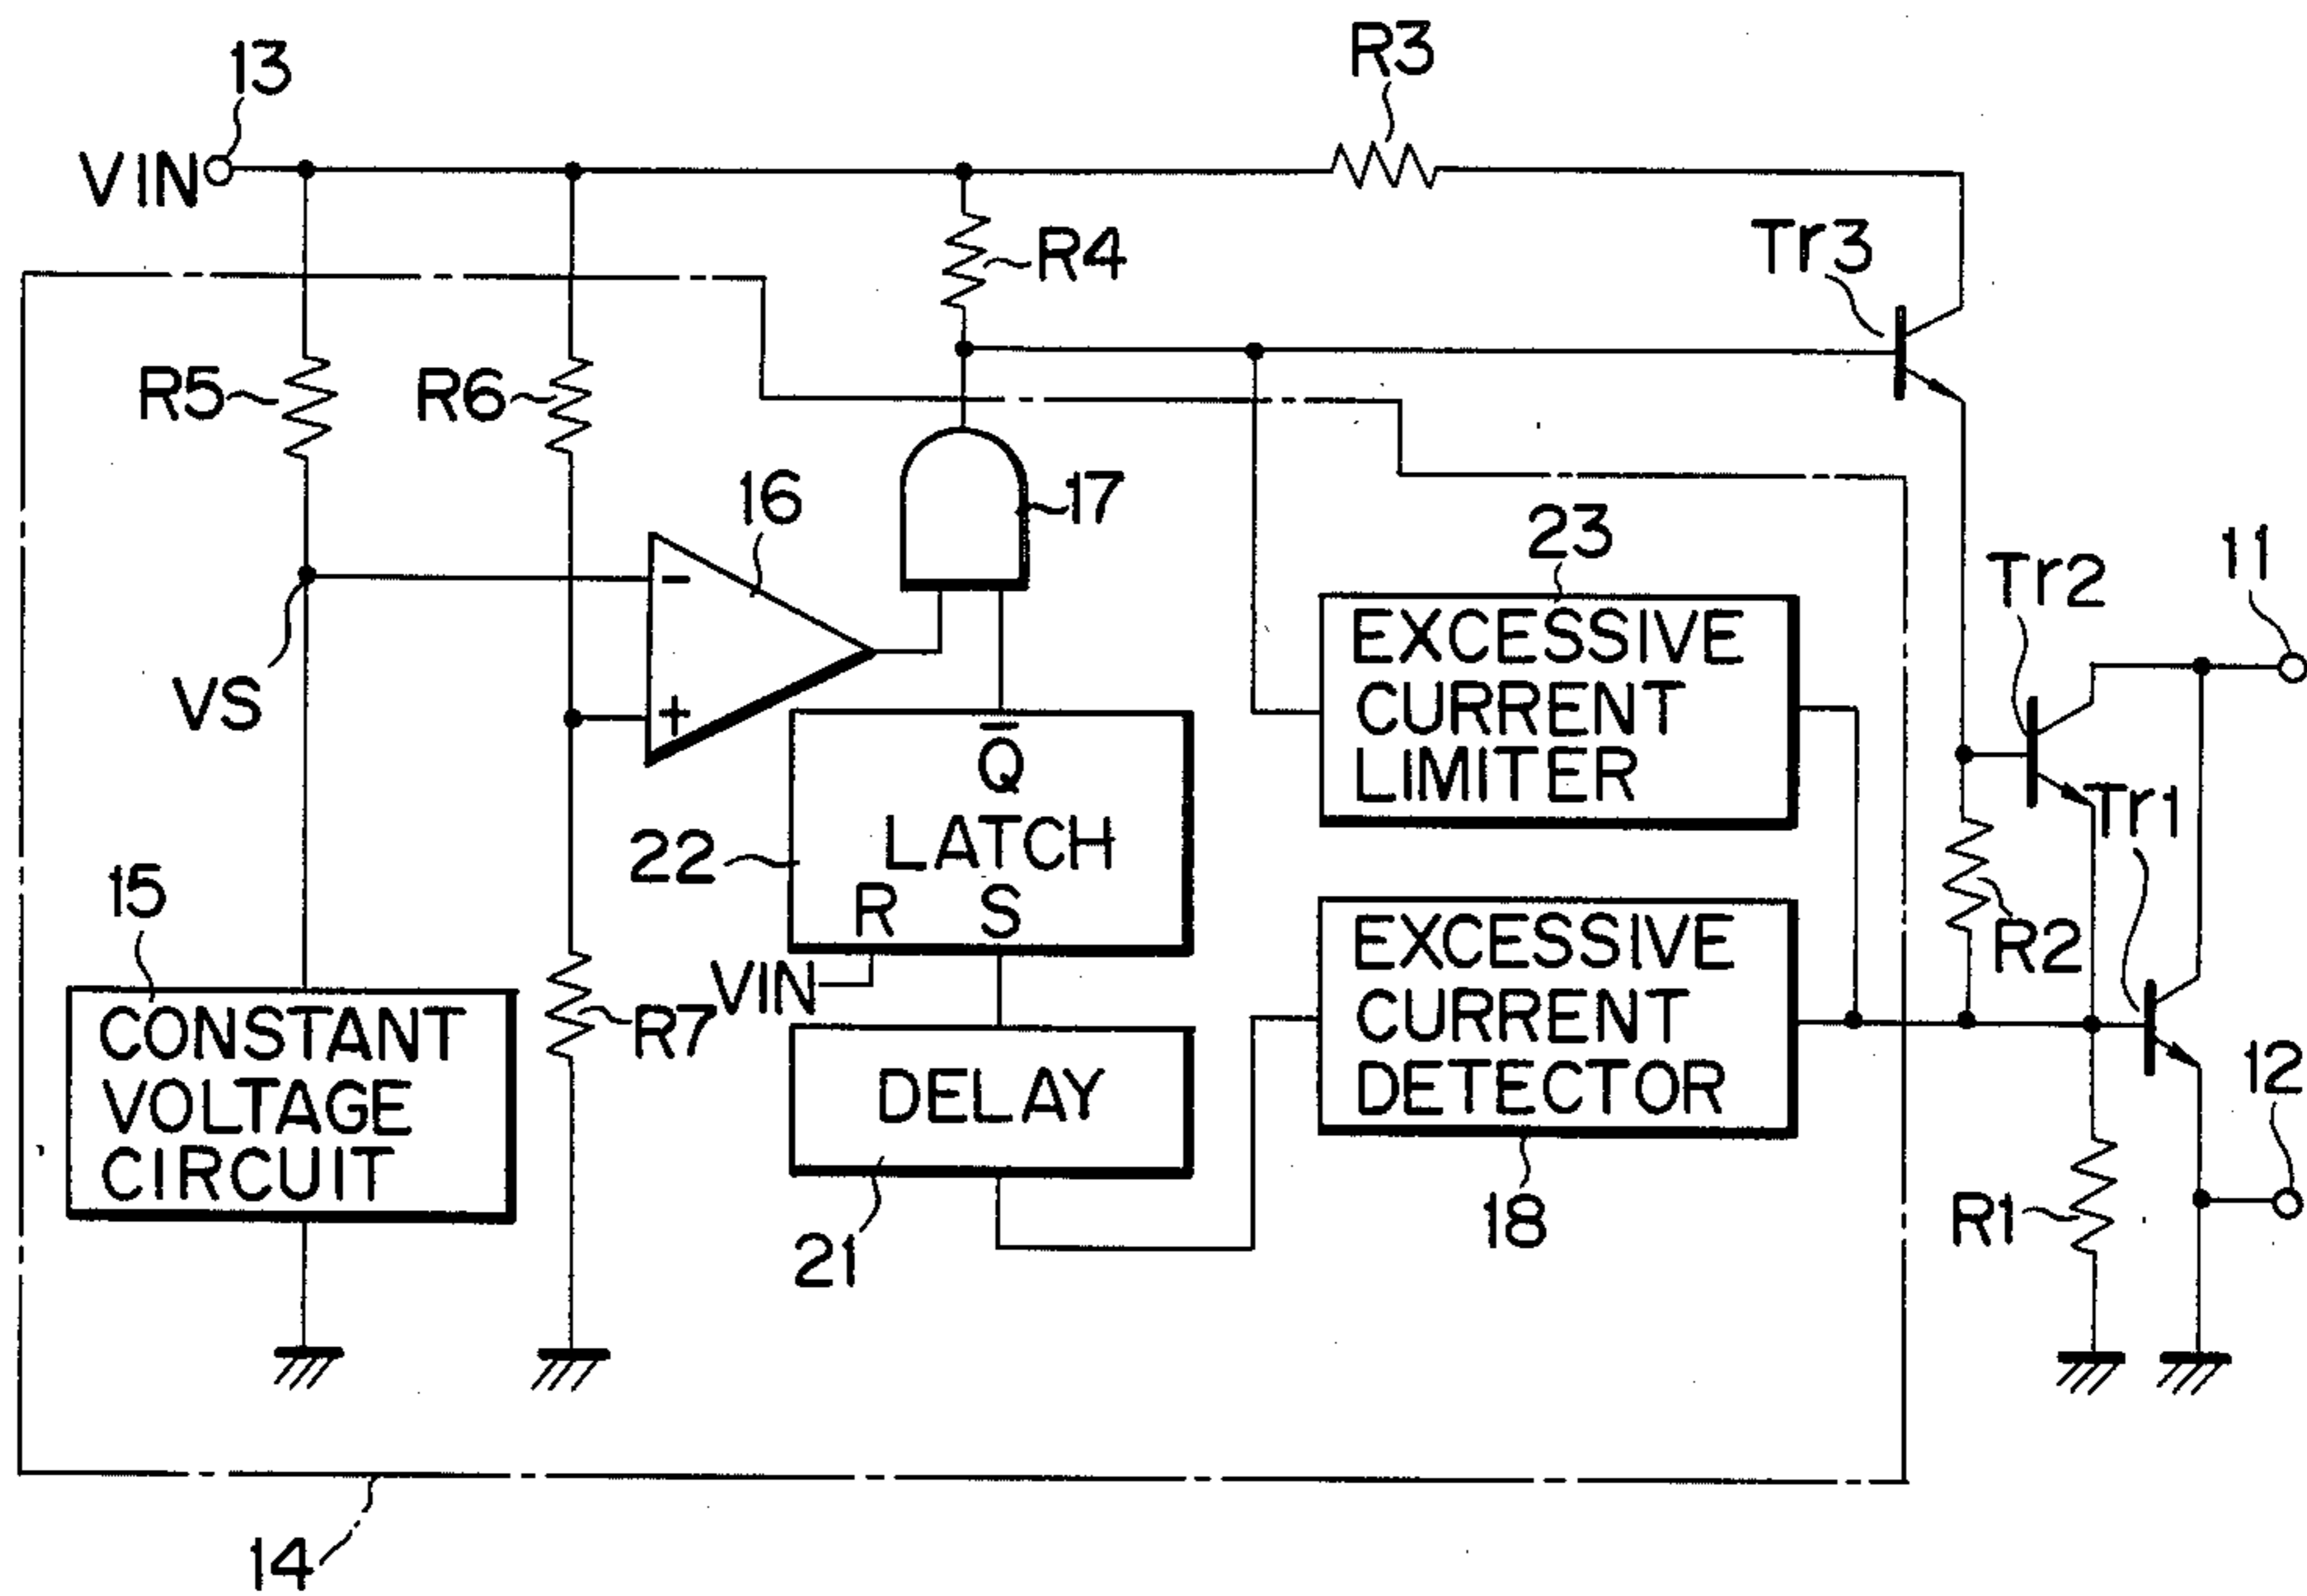 13
R3
VIN
Tr3
R4
R5
R6
16
17
23
11
Tr2
EXCESSIVE
CURRENT
LIMITER
VS
−
+
Q̅
LATCH
R S
22
Tr1
15
R2
EXCESSIVE
CURRENT
DETECTOR
VIN
R7
CONSTANT
VOLTAGE
CIRCUIT
DELAY
12
R1
18
21
14